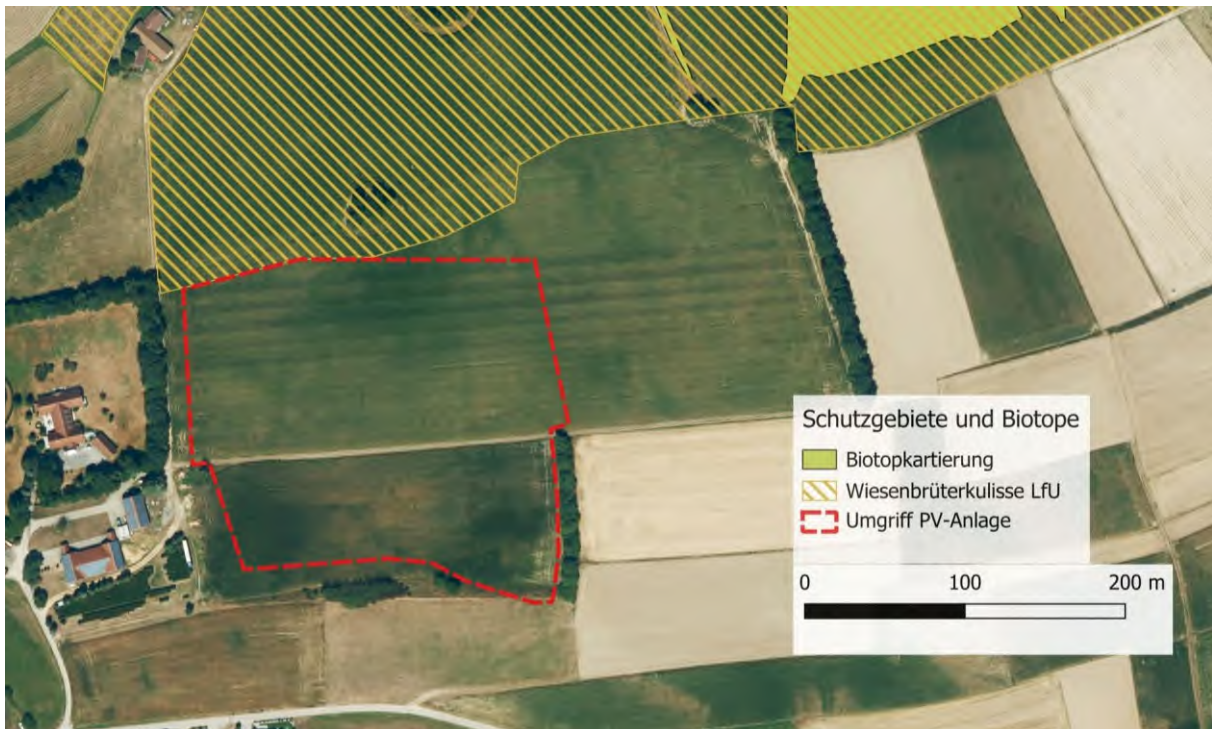 Schutzgebiete und Biotope
Biotopkartierung
Wiesenbrüterkulisse LfU
Umgriff PV-Anlage
0 100 200 m